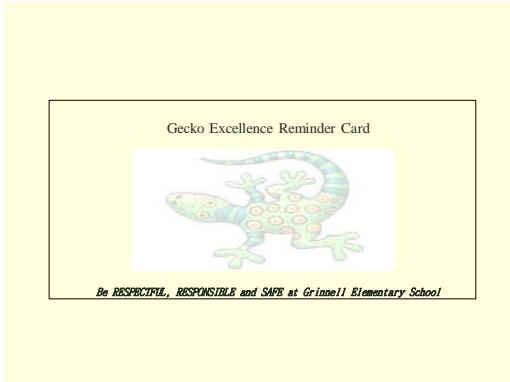 Gecko Excellence Reminder Card
Be RESPECTFUL, RESPONSIBLE and SAFE at Grinnell Elementary School